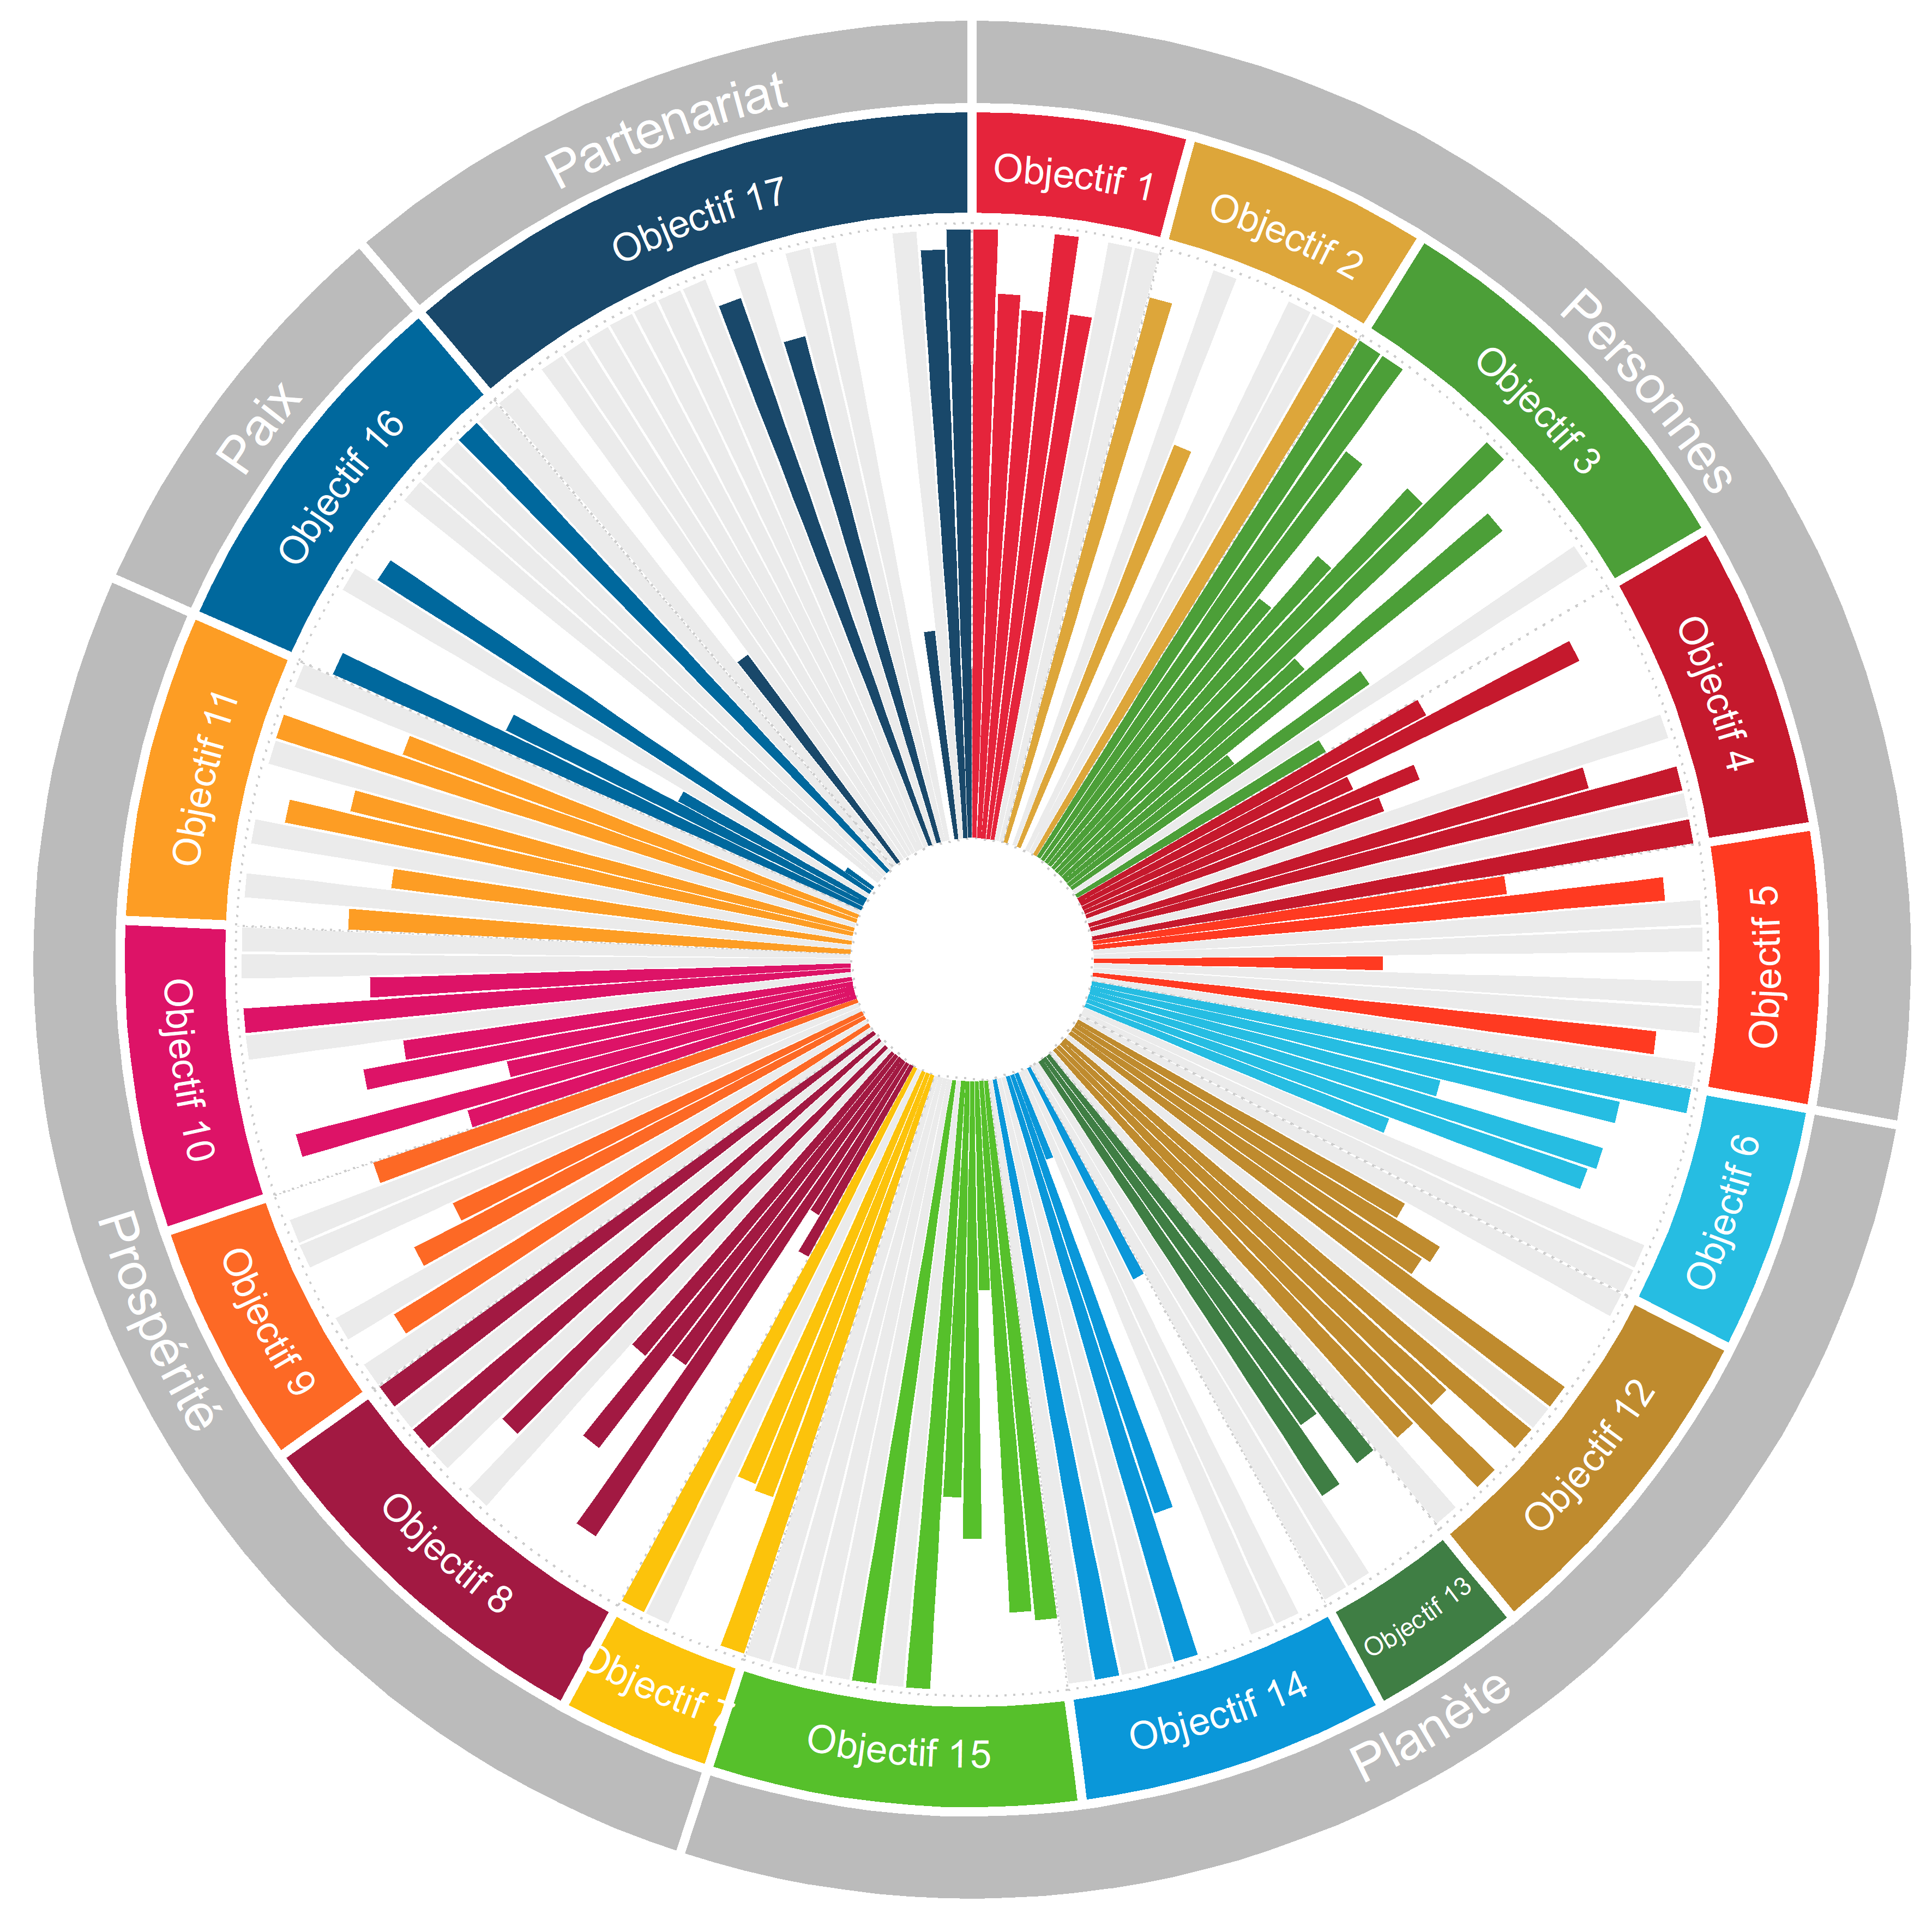 Partenariat
Personnes
Planète
Prospérité
Paix
Objectif 1
Objectif 2
Objectif 3
Objectif 4
Objectif 5
Objectif 6
Objectif 12
Objectif 13
Objectif 14
Objectif 15
Objectif 7
Objectif 8
Objectif 9
Objectif 10
Objectif 11
Objectif 16
Objectif 17